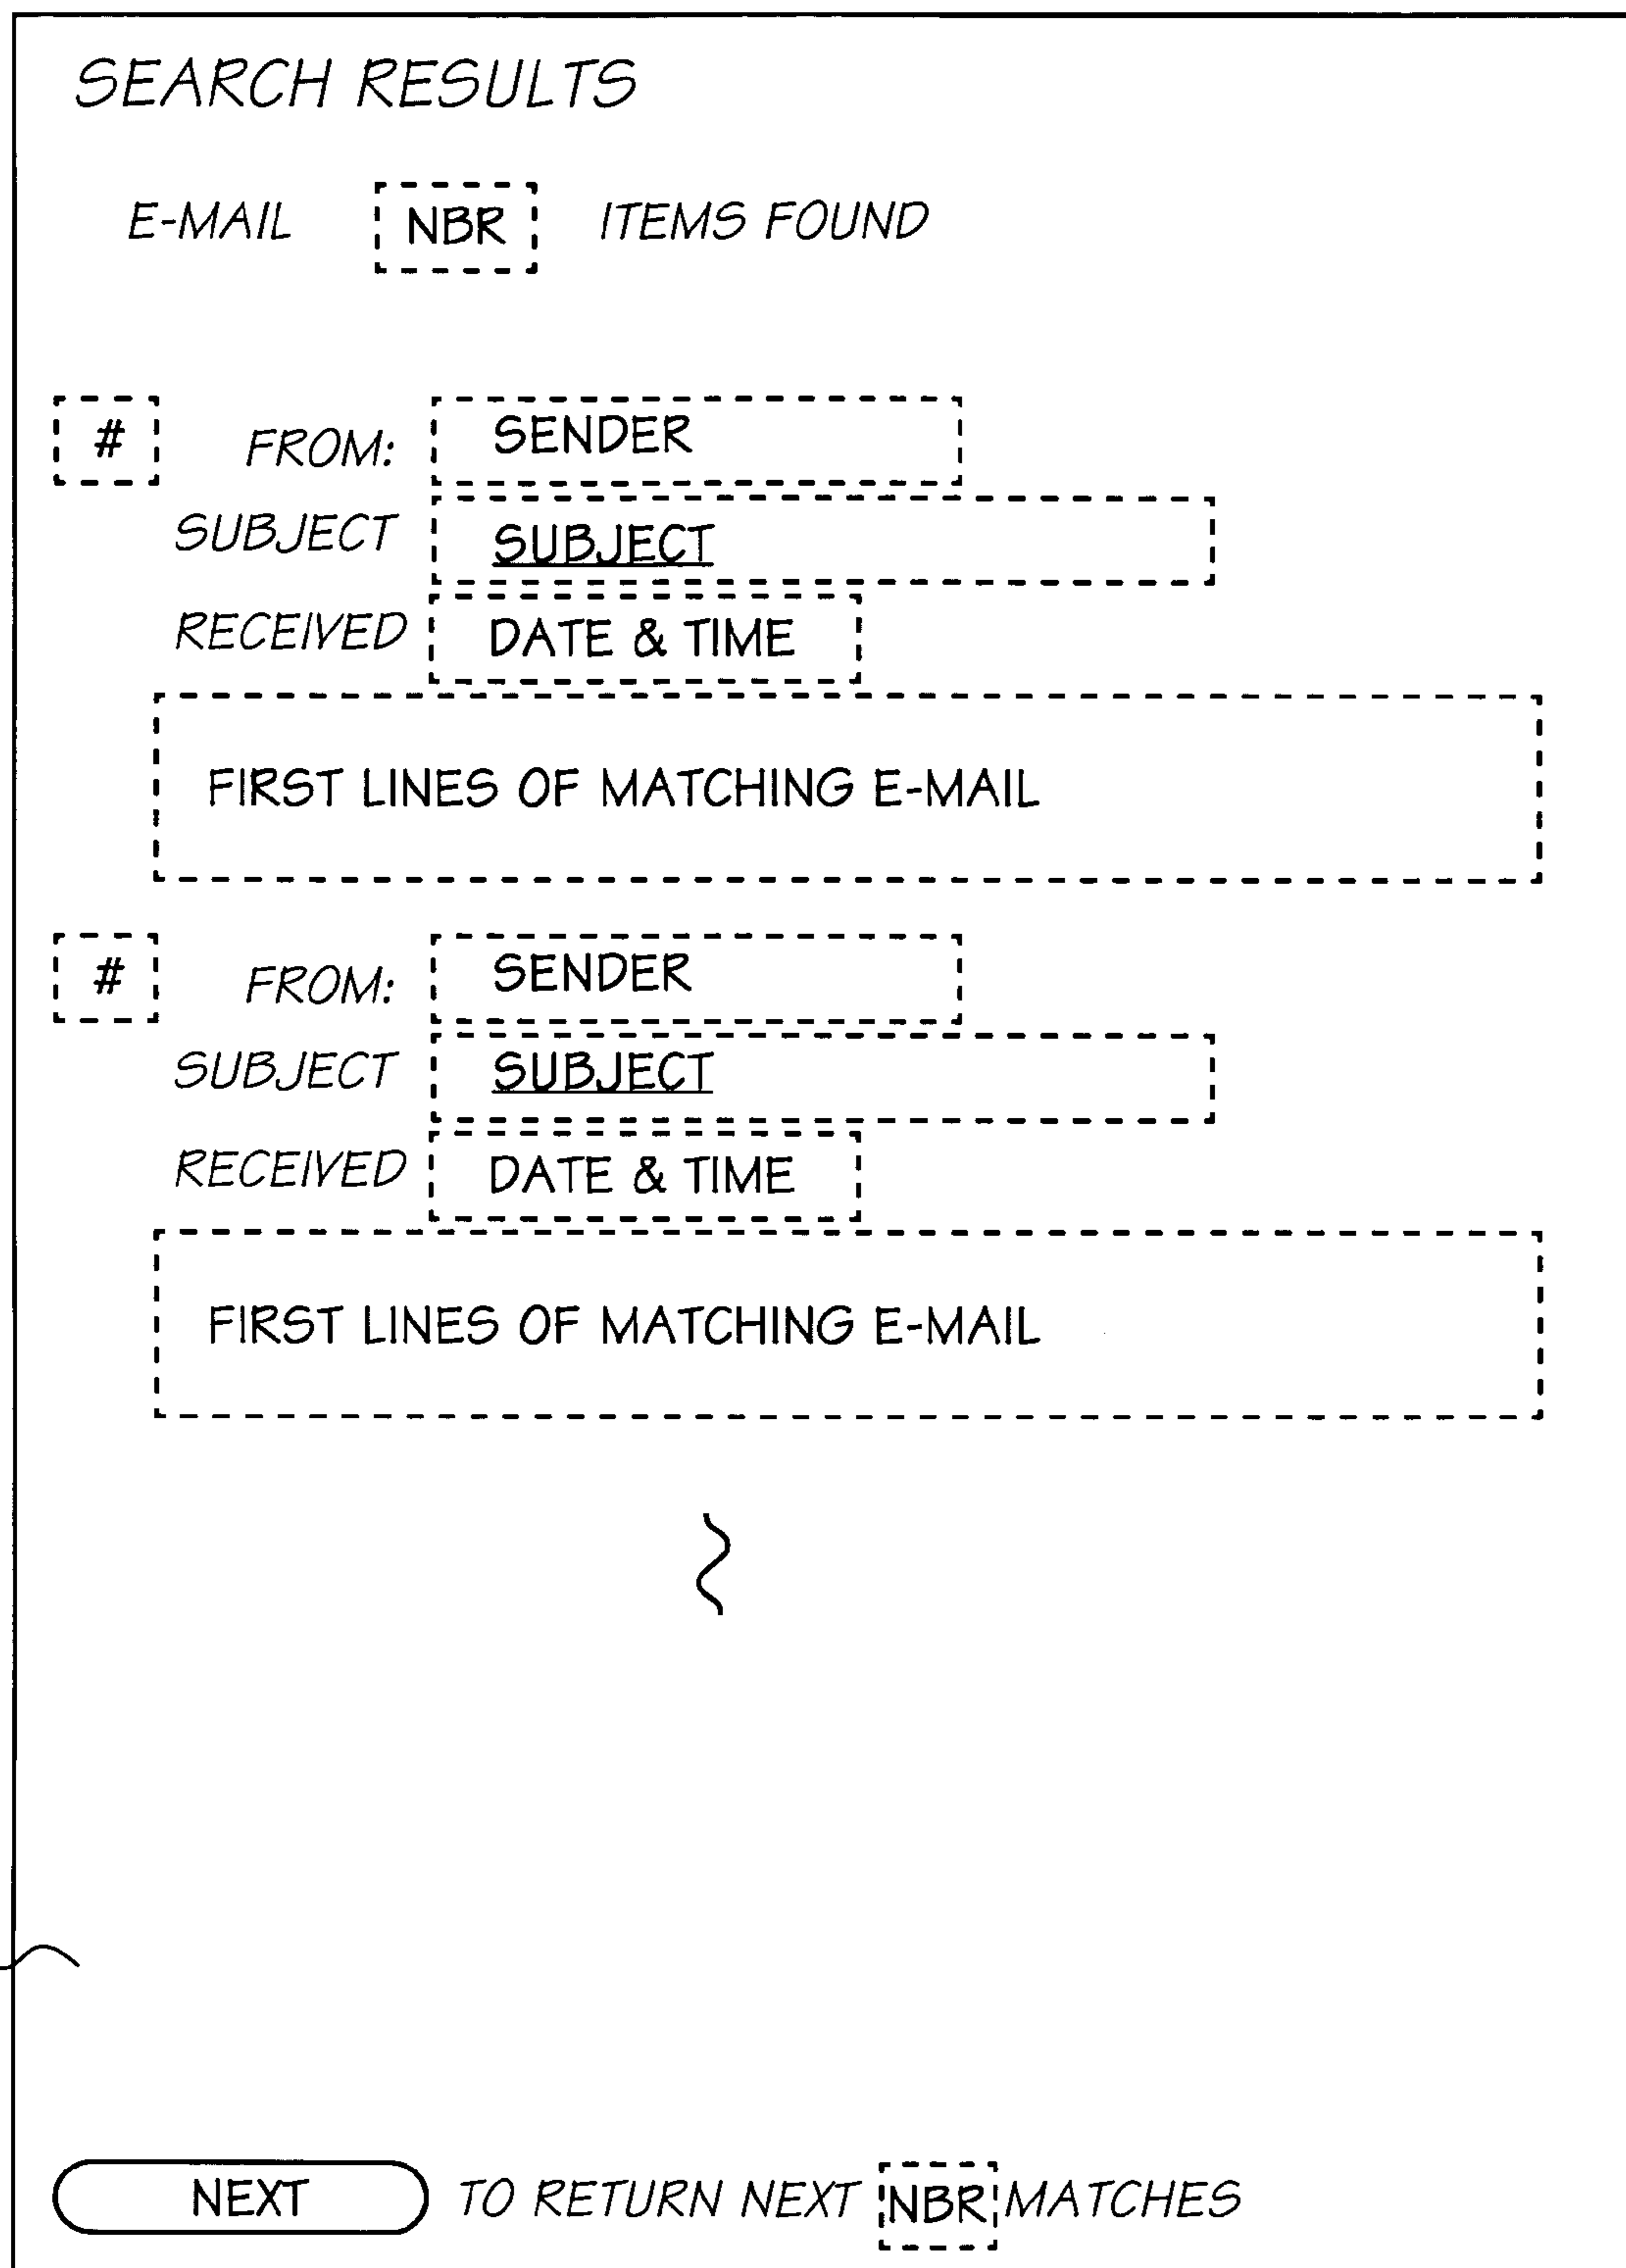 SEARCH RESULTS
E-MAIL NBR ITEMS FOUND
# FROM: SENDER
SUBJECT SUBJECT
RECEIVED DATE & TIME
FIRST LINES OF MATCHING E-MAIL
# FROM: SENDER
SUBJECT SUBJECT
RECEIVED DATE & TIME
FIRST LINES OF MATCHING E-MAIL
NEXT TO RETURN NEXT NBR MATCHES